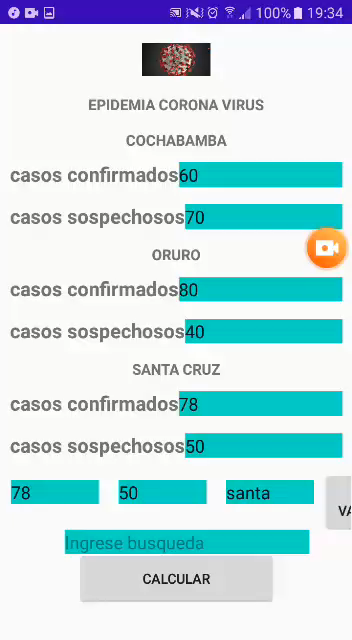 100% 19:34
EPIDEMIA CORONA VIRUS
COCHABAMBA
casos confirmados 60
casos sospechosos 70
ORURO
casos confirmados 80
casos sospechosos 40
SANTA CRUZ
casos confirmados 78
casos sospechosos 50
78 50 santa VA
Ingrese busqueda
CALCULAR